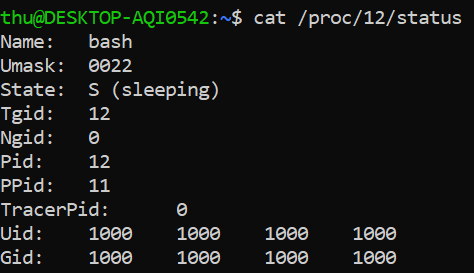 thu@DESKTOP-AQI0542:~$ cat /proc/12/status
Name:   bash
Umask:  0022
State:  S (sleeping)
Tgid:   12
Ngid:   0
Pid:    12
PPid:   11
TracerPid:      0
Uid:    1000    1000    1000    1000
Gid:    1000    1000    1000    1000